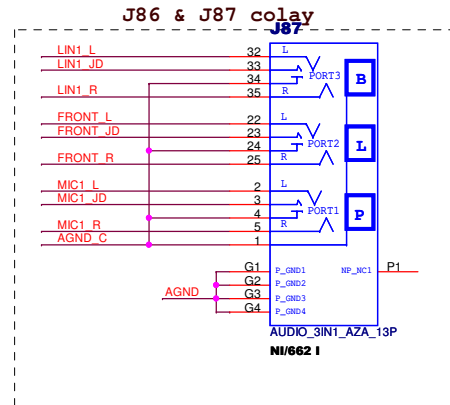 J86 & J87 colay
J87
LIN1_L 32 L
LIN1_JD 33
34 PORT3 B
LIN1_R 35 R
FRONT_L 22 L
FRONT_JD 23
24 PORT2 L
FRONT_R 25 R
MIC1_L 2 L
MIC1_JD 3
4 PORT1 P
MIC1_R 5 R
AGND_C 1
G1 P_GND1 NP_NC1 P1
G2 P_GND2
AGND G3 P_GND3
G4 P_GND4
AUDIO_3IN1_AZA_13P
NI/662 I